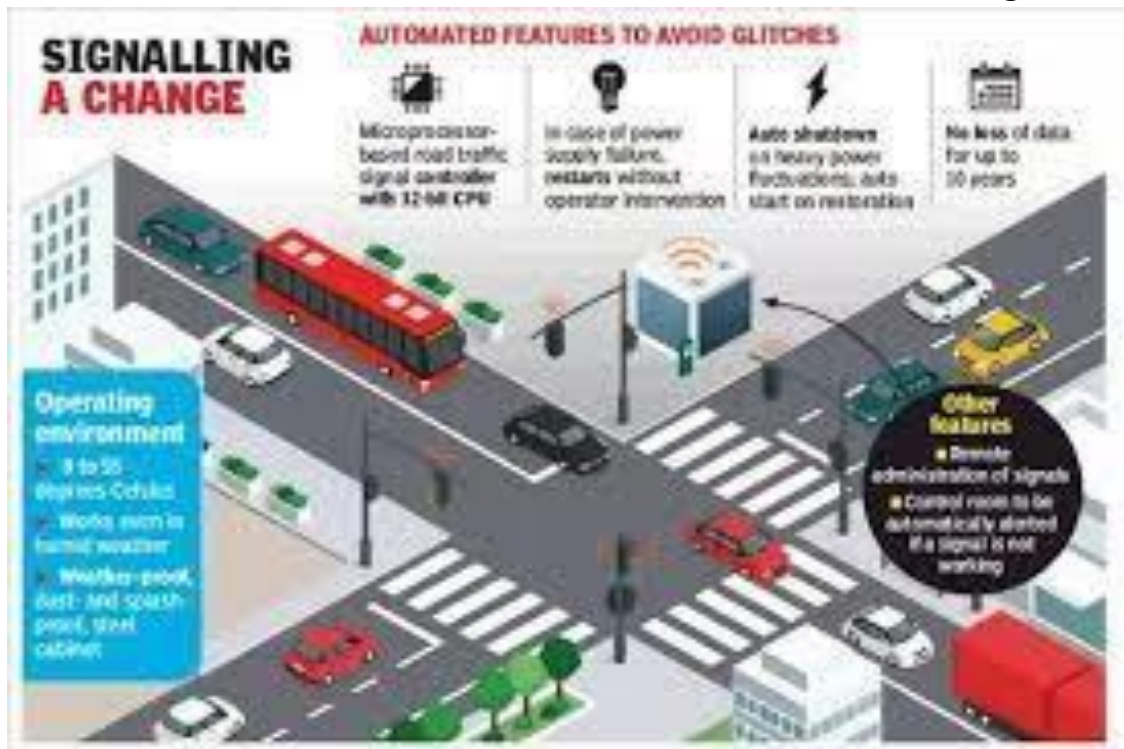 SIGNALLING
A CHANGE
AUTOMATED FEATURES TO AVOID GLITCHES
Microprocessor-
based road traffic
signal controller
with 32-bit CPU
In case of power
supply failure,
restarts without
operator intervention
Auto shutdown
on heavy power
fluctuations, auto
start on restoration
No loss of data
for up to
10 years
Operating
environment
degrees Celsius
Works even in
humid weather
Weather-proof,
dust- and splash-
proof, steel
cabinet
Other
features
Remote
administration of signals
Control room to be
automatically alerted
if a signal is not
working